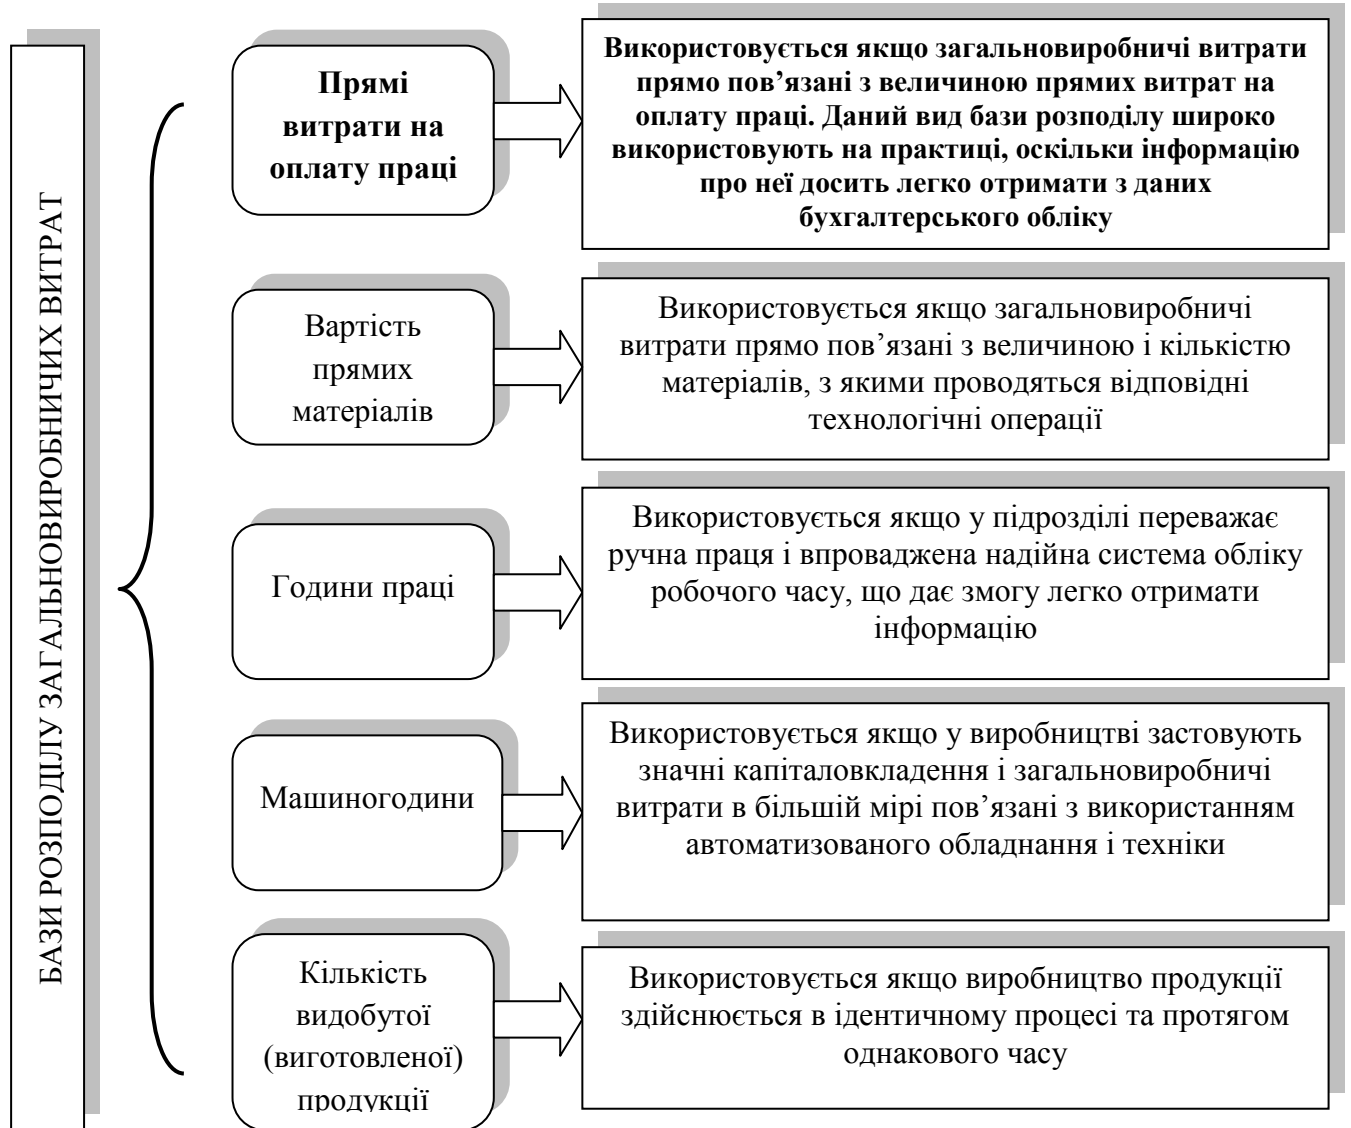 БАЗИ РОЗПОДІЛУ ЗАГАЛЬНОВИРОБНИЧИХ ВИТРАТ
Прямі
витрати на
оплату праці
Використовується якщо загальновиробничі витрати
прямо пов’язані з величиною прямих витрат на
оплату праці. Даний вид бази розподілу широко
використовують на практиці, оскільки інформацію
про неї досить легко отримати з даних
бухгалтерського обліку
Вартість
прямих
матеріалів
Використовується якщо загальновиробничі
витрати прямо пов’язані з величиною і кількістю
матеріалів, з якими проводяться відповідні
технологічні операції
Години праці
Використовується якщо у підрозділі переважає
ручна праця і впроваджена надійна система обліку
робочого часу, що дає змогу легко отримати
інформацію
Машиногодини
Використовується якщо у виробництві застовують
значні капіталовкладення і загальновиробничі
витрати в більшій мірі пов’язані з використанням
автоматизованого обладнання і техніки
Кількість
видобутої
(виготовленої)
продукції
Використовується якщо виробництво продукції
здійснюється в ідентичному процесі та протягом
однакового часу